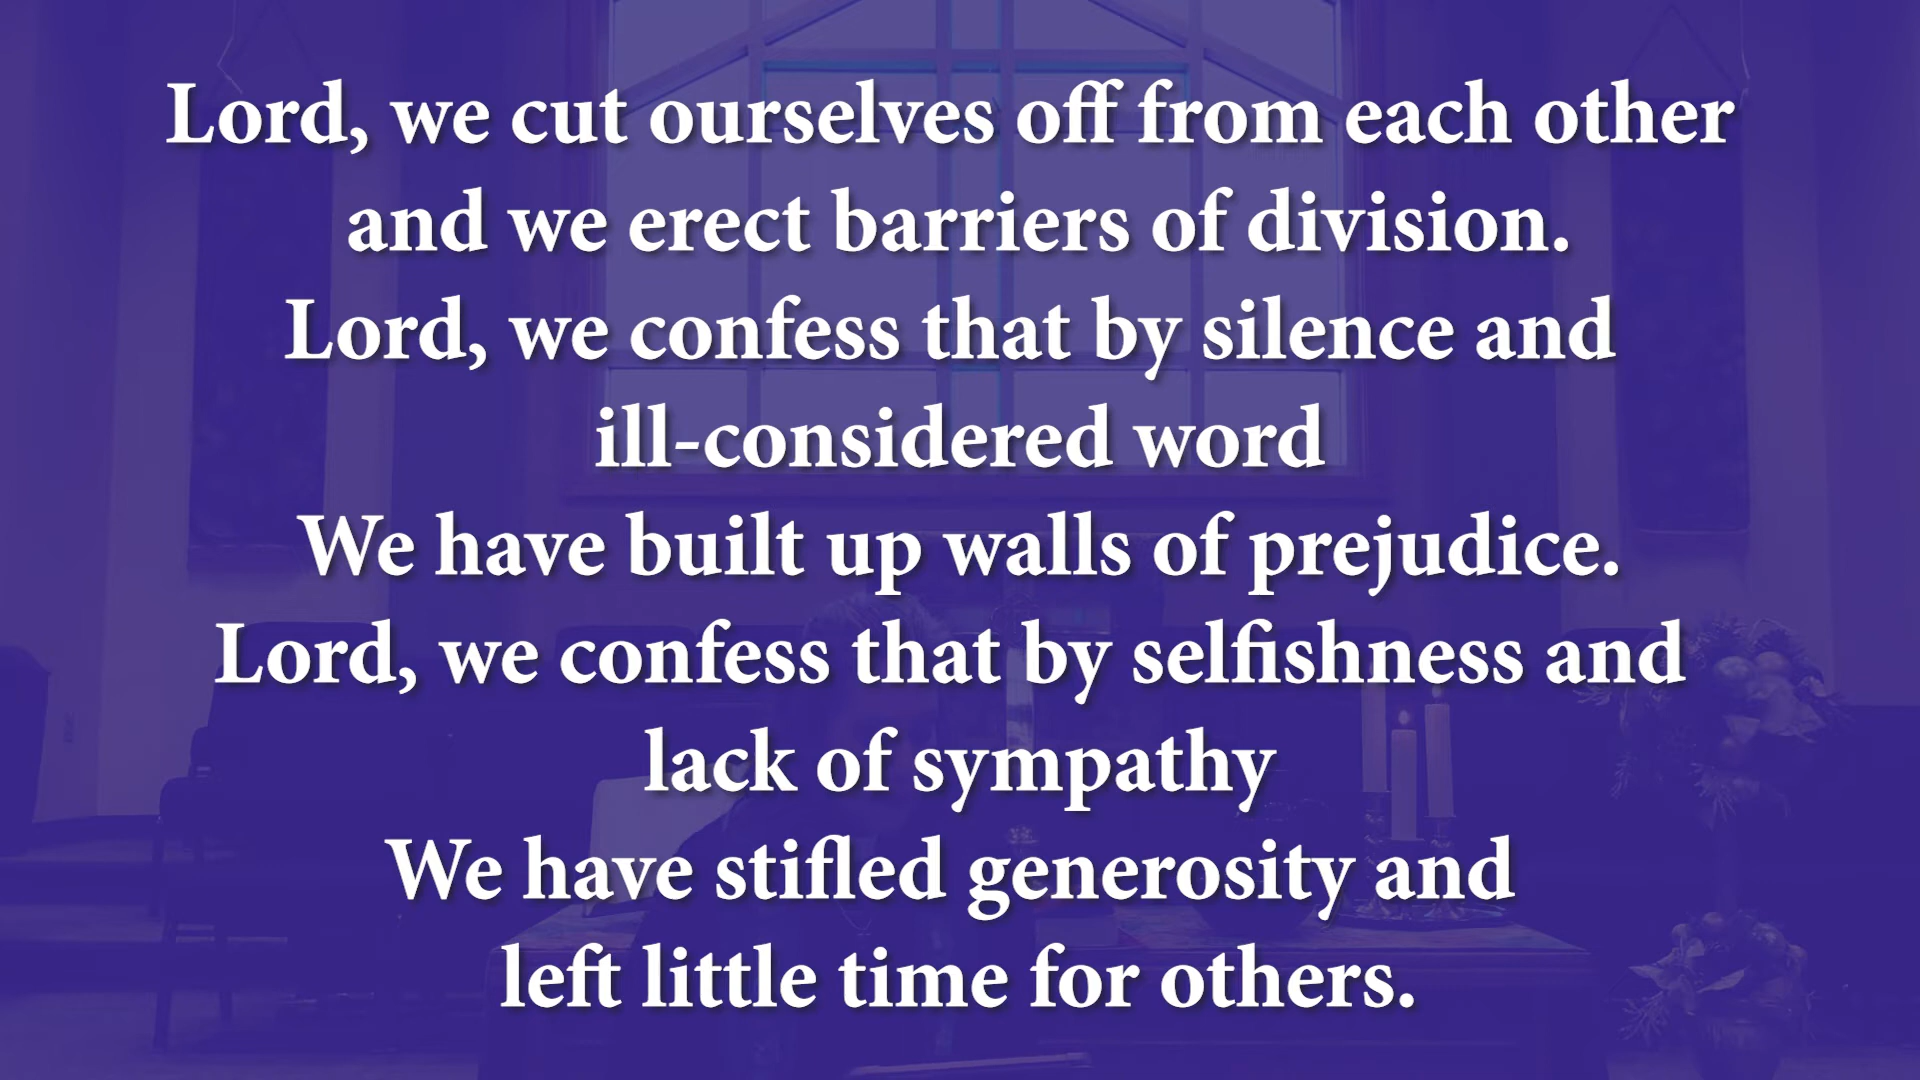 Lord, we cut ourselves off from each other
and we erect barriers of division.
Lord, we confess that by silence and
ill-considered word
We have built up walls of prejudice.
Lord, we confess that by selfishness and
lack of sympathy
We have stifled generosity and
left little time for others.